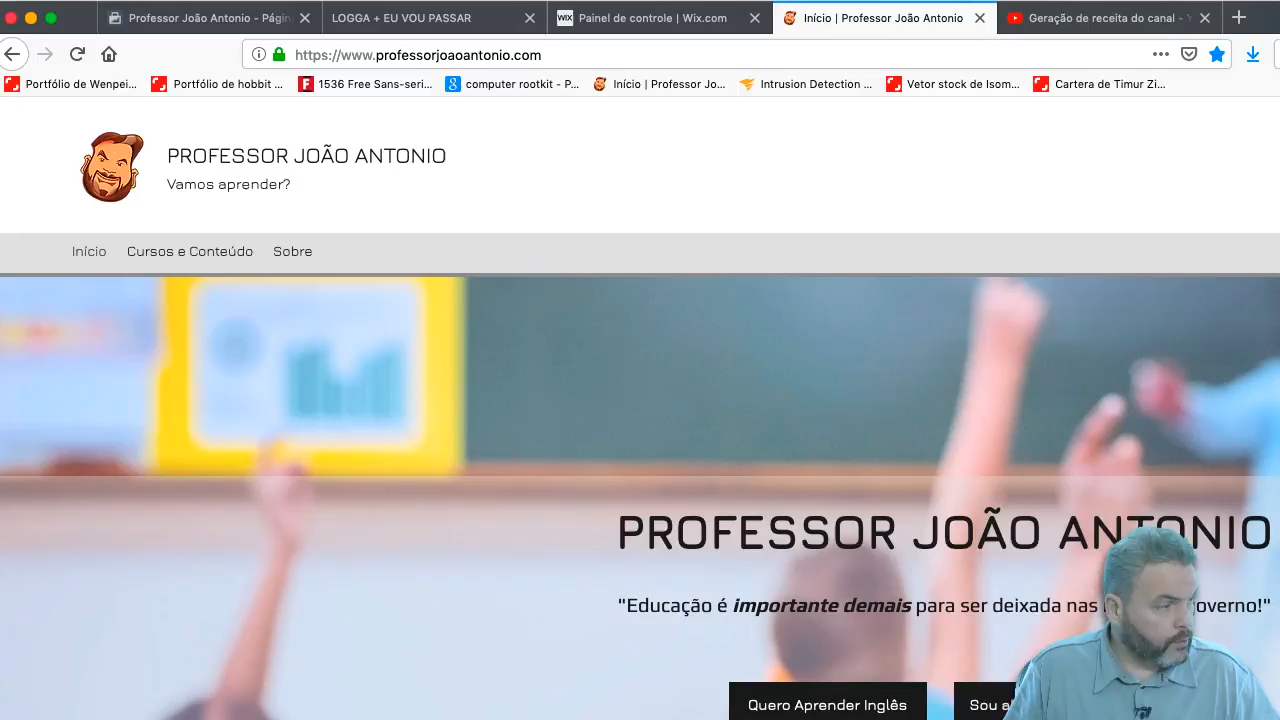 Professor João Antonio - Págin
LOGGA + EU VOU PASSAR
WIX Painel de controle | Wix.com
Início | Professor João Antonio
Geração de receita do canal - Y
https://www.professorjoaoantonio.com
Portfólio de Wenpei...
Portfólio de hobbit ...
F 1536 Free Sans-seri...
g computer rootkit - P...
Início | Professor Jo...
Intrusion Detection ...
Vetor stock de Isom...
Cartera de Timur Zi...
PROFESSOR JOÃO ANTONIO
Vamos aprender?
Início Cursos e Conteúdo Sobre
PROFESSOR JOÃO ANTONIO
"Educação é importante demais para ser deixada nas overno!"
Quero Aprender Inglês
Sou